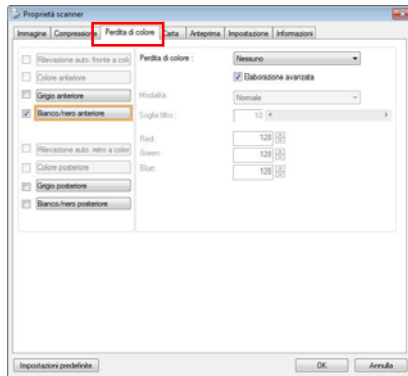 Proprietà scanner
Immagine Compressione Perdita di colore Carta Anteprima Impostazione Informazioni
Rilevazione auto. fronte a colo
Colore anteriore
Grigio anteriore
Bianco/nero anteriore
Rilevazione auto. retro a color
Colore posteriore
Grigio posteriore
Bianco/nero posteriore
Perdita di colore : Nessuno
Elaborazione avanzata
Modalità: Normale
Soglia filtro : 10
Red: 128
Green: 128
Blue: 128
Impostazioni predefinite OK Annulla